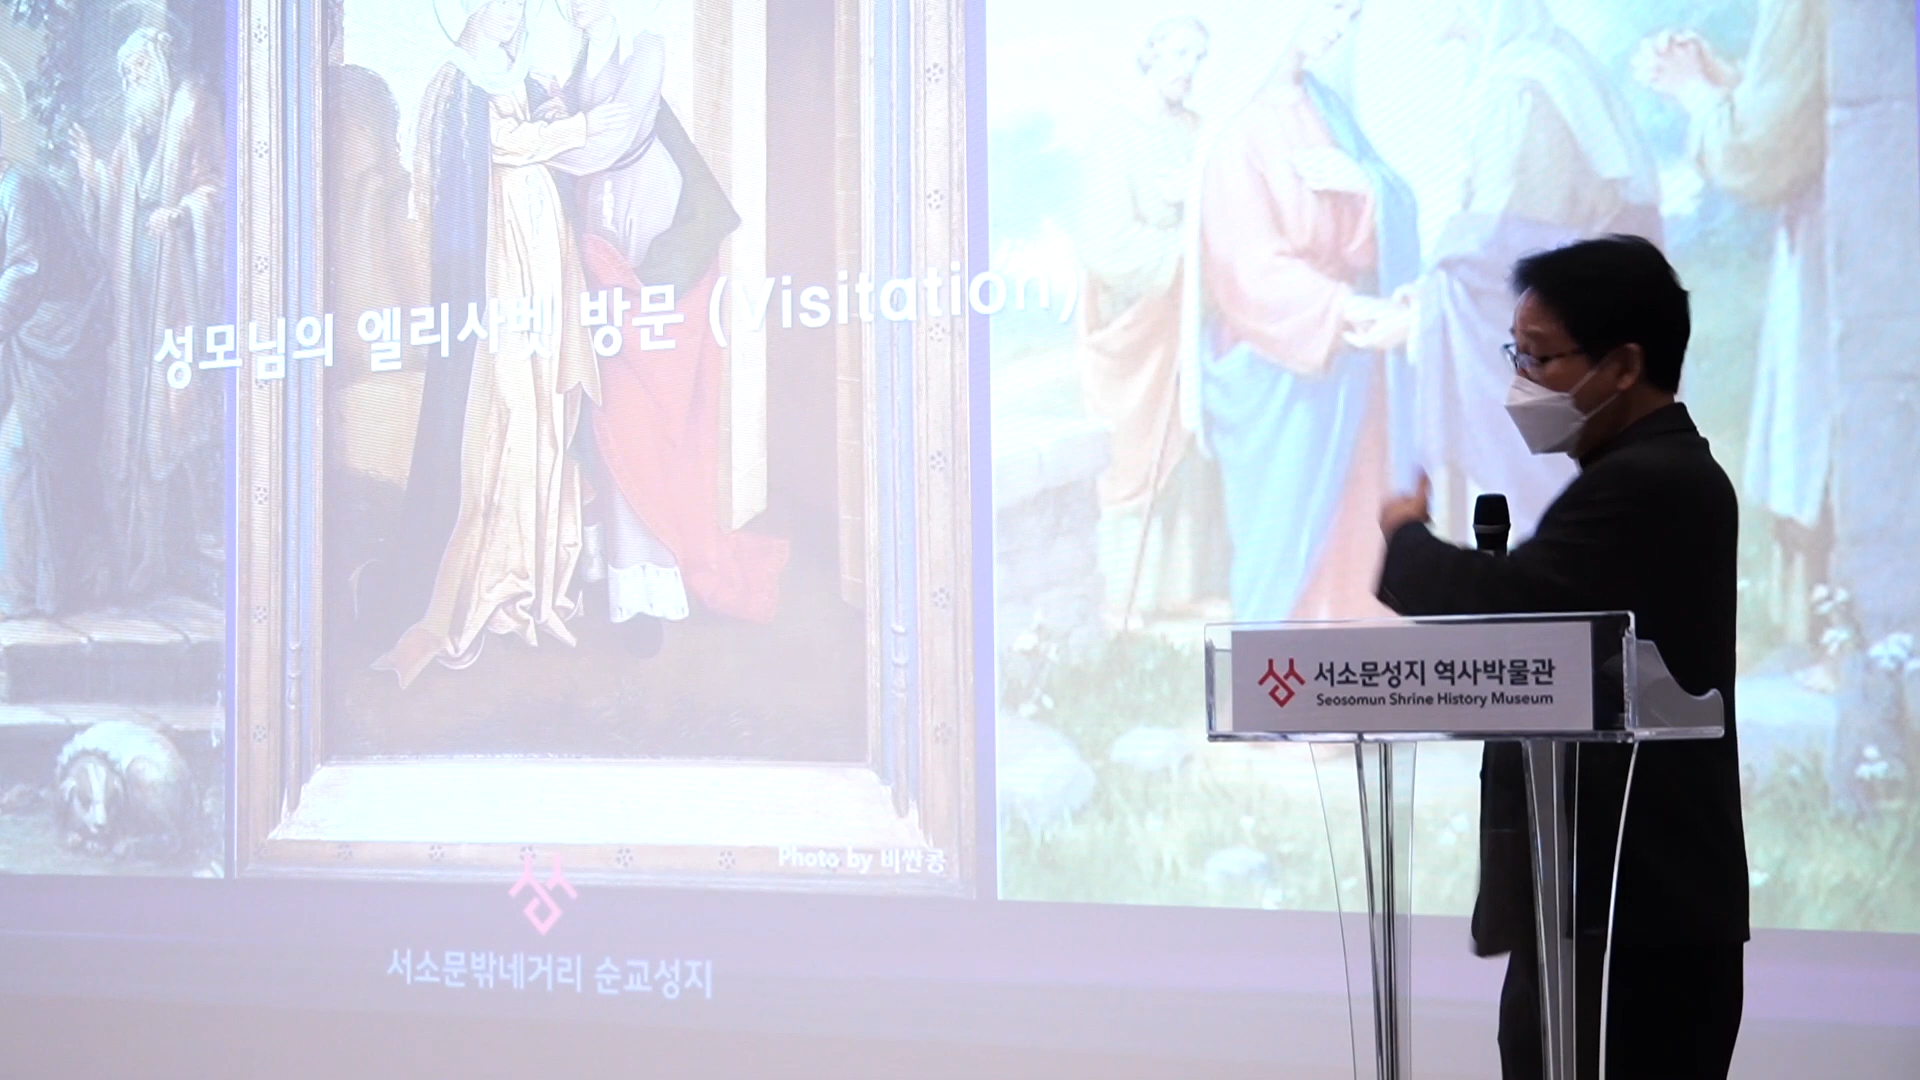 성모님의 엘리사벳 방문 (Visitation)
Photo by 비싼콩
서소문밖네거리 순교성지
서소문성지 역사박물관
Seosomun Shrine History Museum